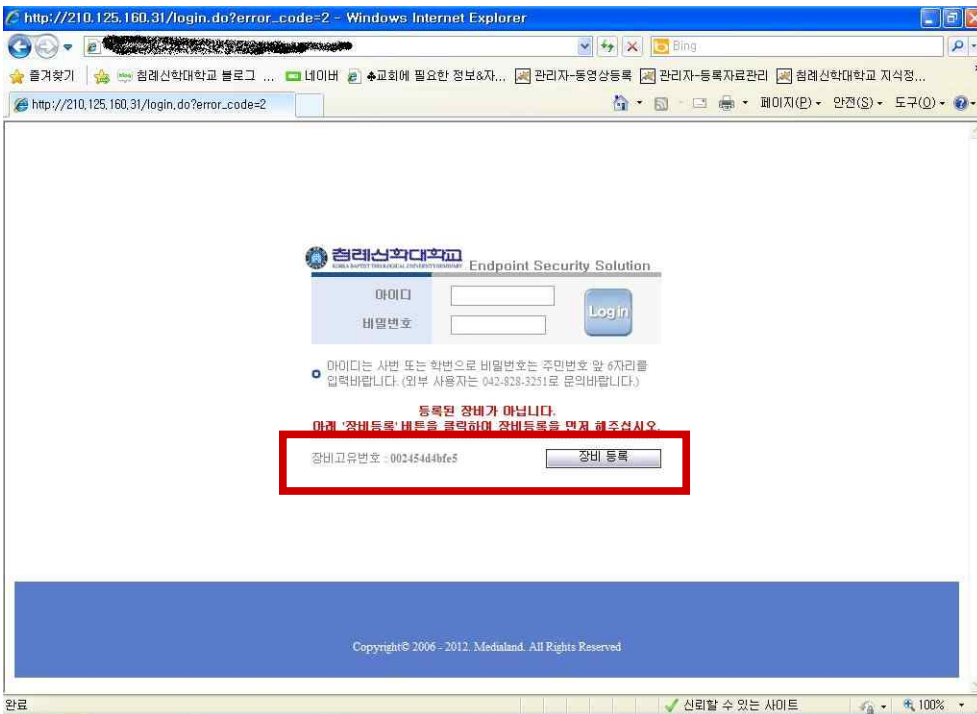 http://210.125.160.31/login.do?error_code=2 - Windows Internet Explorer
Bing
즐겨찾기 침례신학대학교 블로그 ... 네이버 ♣교회에 필요한 정보&자... 관리자-동영상등록 관리자-등록자료관리 침례신학대학교 지식정...
http://210.125.160.31/login.do?error_code=2 페이지(P) 안전(S) 도구(O)
침례신학대학교
Endpoint Security Solution
아이디
Login
비밀번호
아이디는 사번 또는 학번으로 비밀번호는 주민번호 앞 6자리를
입력바랍니다. (외부 사용자는 042-828-3251로 문의바랍니다.)
등록된 장비가 아닙니다.
아래 '장비등록' 버튼을 클릭하여 장비등록을 먼저 해주십시오.
장비고유번호 : 002454d4bfe5 장비 등록
Copyright© 2006 - 2012. Medialand. All Rights Reserved
완료 신뢰할 수 있는 사이트 100%